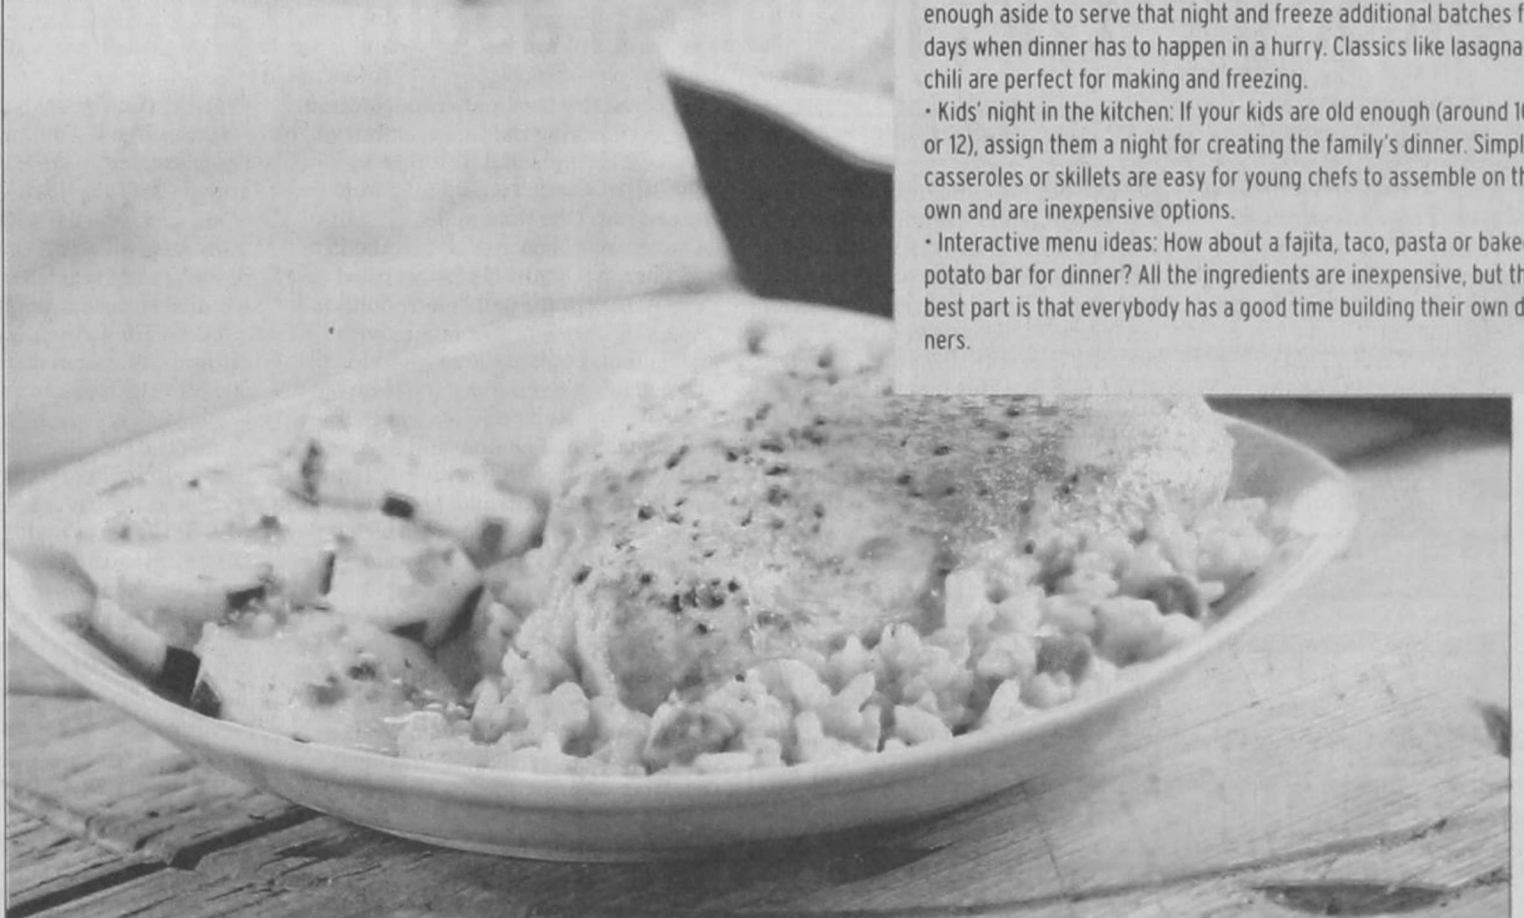 enough aside to serve that night and freeze additional batches f
days when dinner has to happen in a hurry. Classics like lasagna
chili are perfect for making and freezing.
· Kids' night in the kitchen: If your kids are old enough (around 10
or 12), assign them a night for creating the family's dinner. Simpl
casseroles or skillets are easy for young chefs to assemble on th
own and are inexpensive options.
· Interactive menu ideas: How about a fajita, taco, pasta or bake
potato bar for dinner? All the ingredients are inexpensive, but th
best part is that everybody has a good time building their own d
ners.